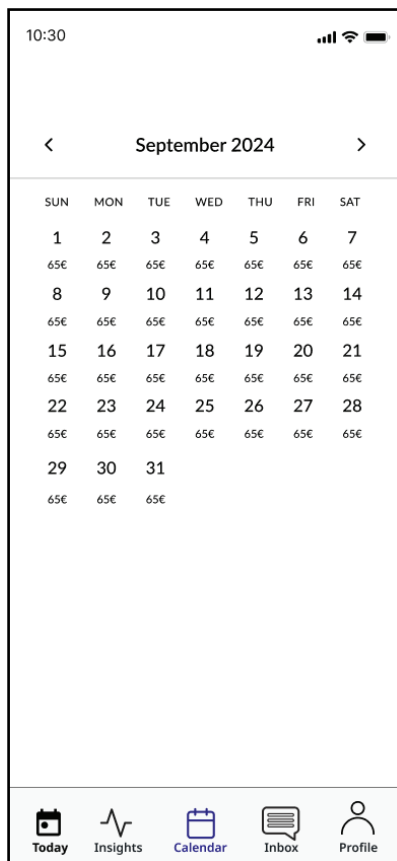 10:30
September 2024
SUN MON TUE WED THU FRI SAT
1 2 3 4 5 6 7
65€ 65€ 65€ 65€ 65€ 65€ 65€
8 9 10 11 12 13 14
65€ 65€ 65€ 65€ 65€ 65€ 65€
15 16 17 18 19 20 21
65€ 65€ 65€ 65€ 65€ 65€ 65€
22 23 24 25 26 27 28
65€ 65€ 65€ 65€ 65€ 65€ 65€
29 30 31
65€ 65€ 65€
Today Insights Calendar Inbox Profile